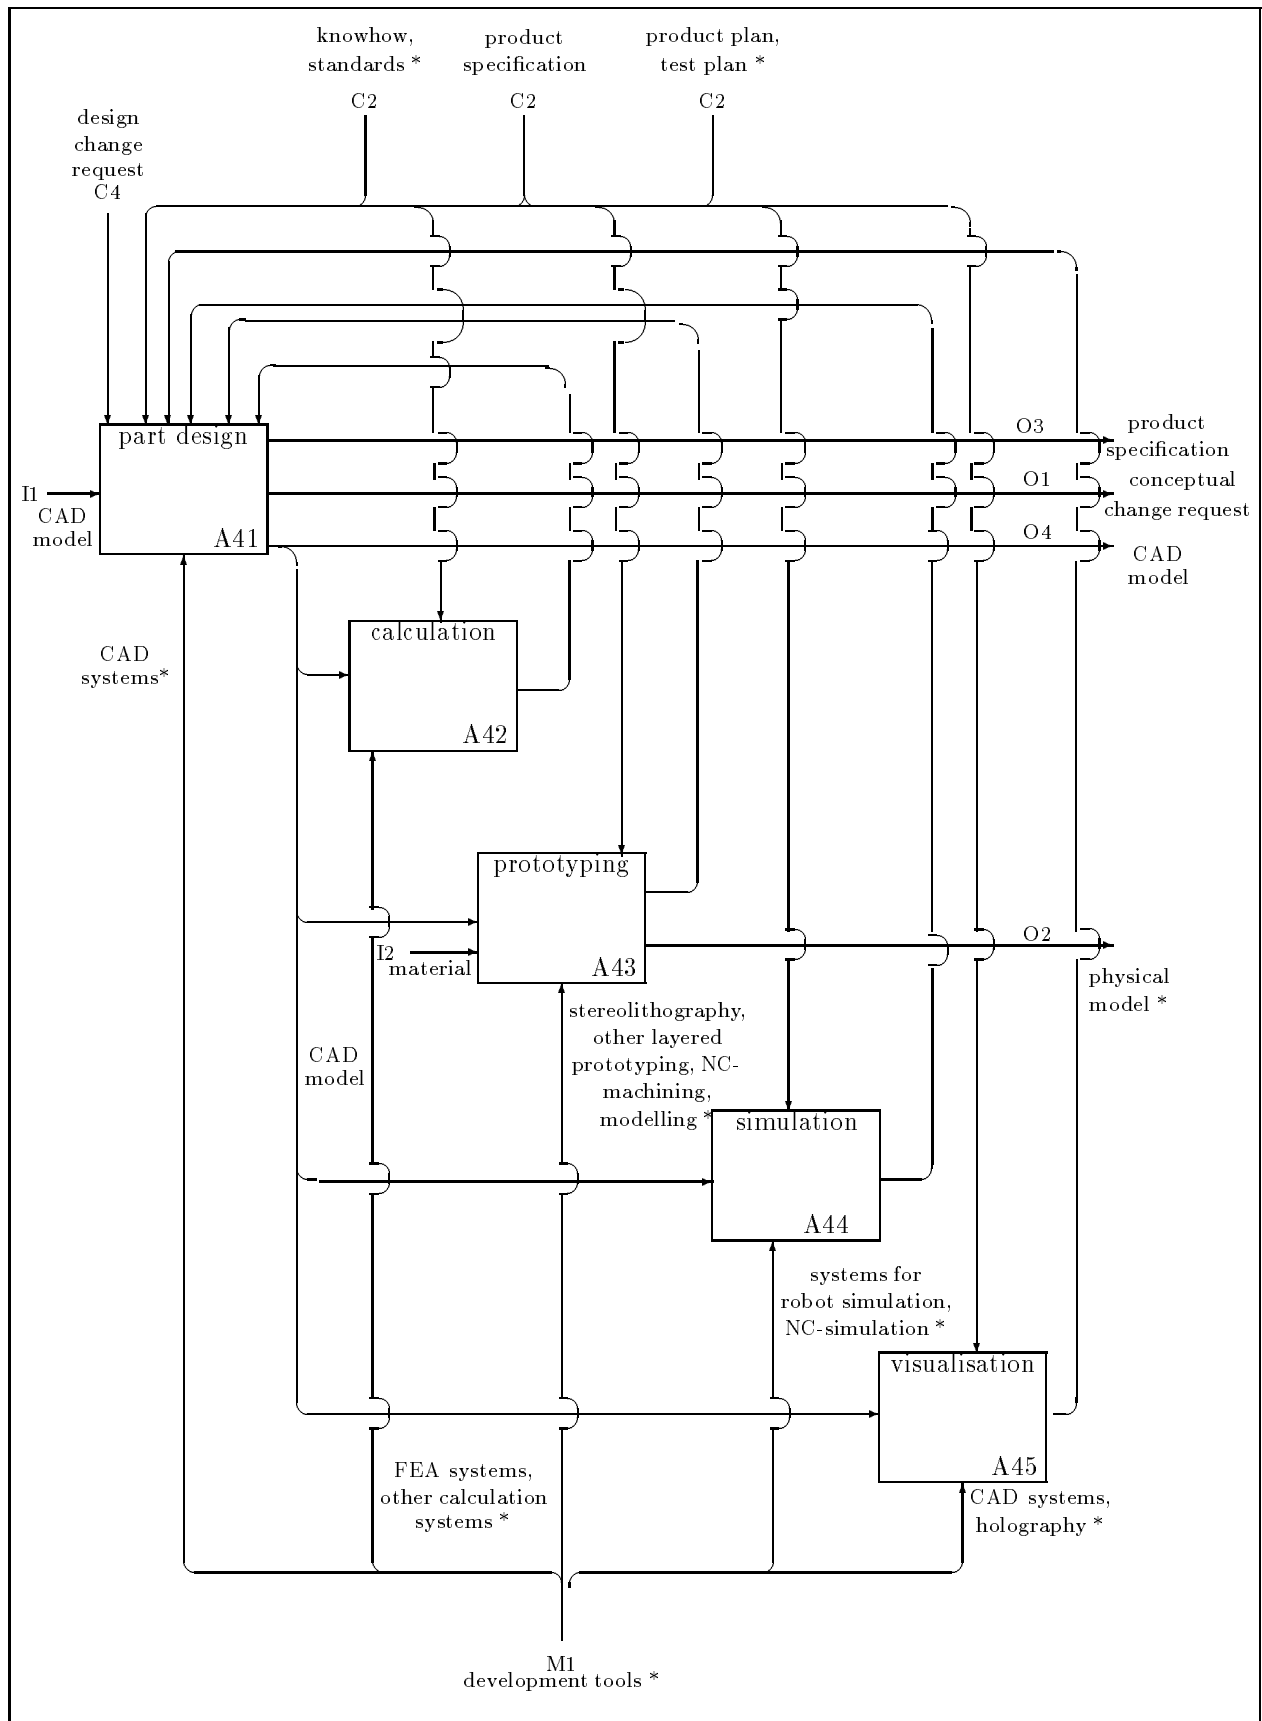 knowhow,
standards *
C2
product
specification
C2
product plan,
test plan *
C2
design
change
request
C4
part design
A41
I1
CAD
model
O3
product
specification
O1
conceptual
change request
O4
CAD
model
CAD
systems*
calculation
A42
prototyping
A43
I2
material
O2
physical
model *
stereolithography,
other layered
prototyping, NC-
machining,
modelling *
CAD
model
simulation
A44
systems for
robot simulation,
NC-simulation *
visualisation
A45
FEA systems,
other calculation
systems *
CAD systems,
holography *
M1
development tools *